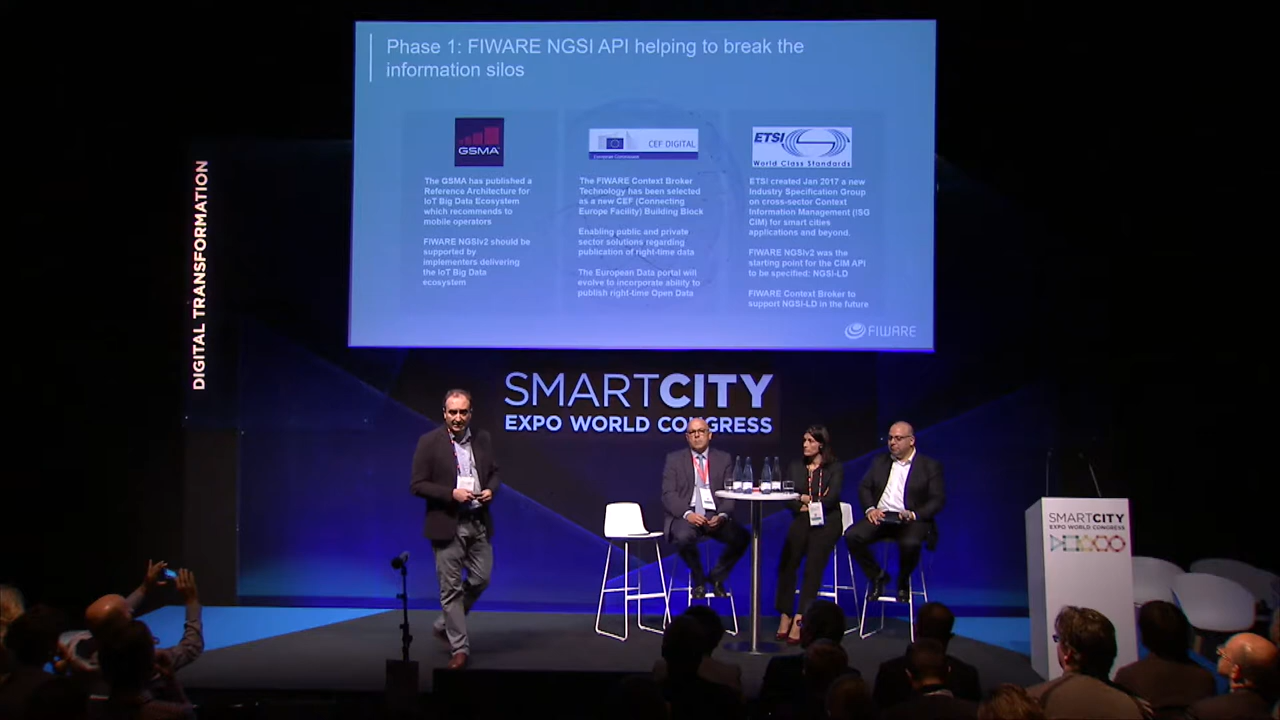 Phase 1: FIWARE NGSI API helping to break the
information silos
GSMA
The GSMA has published a
Reference Architecture for
IoT Big Data Ecosystem
which recommends to
mobile operators
FIWARE NGSIv2 should be
supported by
implementers delivering
the IoT Big Data
ecosystem
CEF DIGITAL
European Commission
The FIWARE Context Broker
Technology has been selected
as a new CEF (Connecting
Europe Facility) Building Block
Enabling public and private
sector solutions regarding
publication of right-time data
The European Data portal will
evolve to incorporate ability to
publish right-time Open Data
ETSI
World Class Standards
ETSI created Jan 2017 a new
Industry Specification Group
on cross-sector Context
Information Management (ISG
CIM) for smart cities
applications and beyond.
FIWARE NGSIv2 was the
starting point for the CIM API
to be specified: NGSI-LD
FIWARE Context Broker to
support NGSI-LD in the future
FIWARE
DIGITAL TRANSFORMATION
SMARTCITY
EXPO WORLD CONGRESS
SMARTCITY
EXPO WORLD CONGRESS